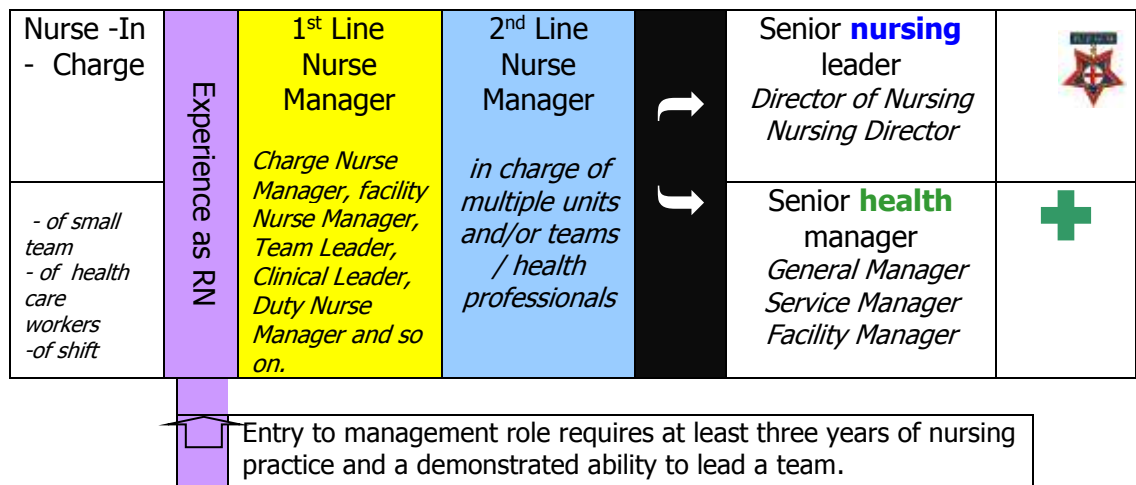 Nurse -In
- Charge
- of small
team
- of health
care
workers
-of shift
Experience as RN
1st Line
Nurse
Manager
Charge Nurse
Manager, facility
Nurse Manager,
Team Leader,
Clinical Leader,
Duty Nurse
Manager and so
on.
2nd Line
Nurse
Manager
in charge of
multiple units
and/or teams
/ health
professionals
Senior nursing
leader
Director of Nursing
Nursing Director
Senior health
manager
General Manager
Service Manager
Facility Manager
Entry to management role requires at least three years of nursing
practice and a demonstrated ability to lead a team.